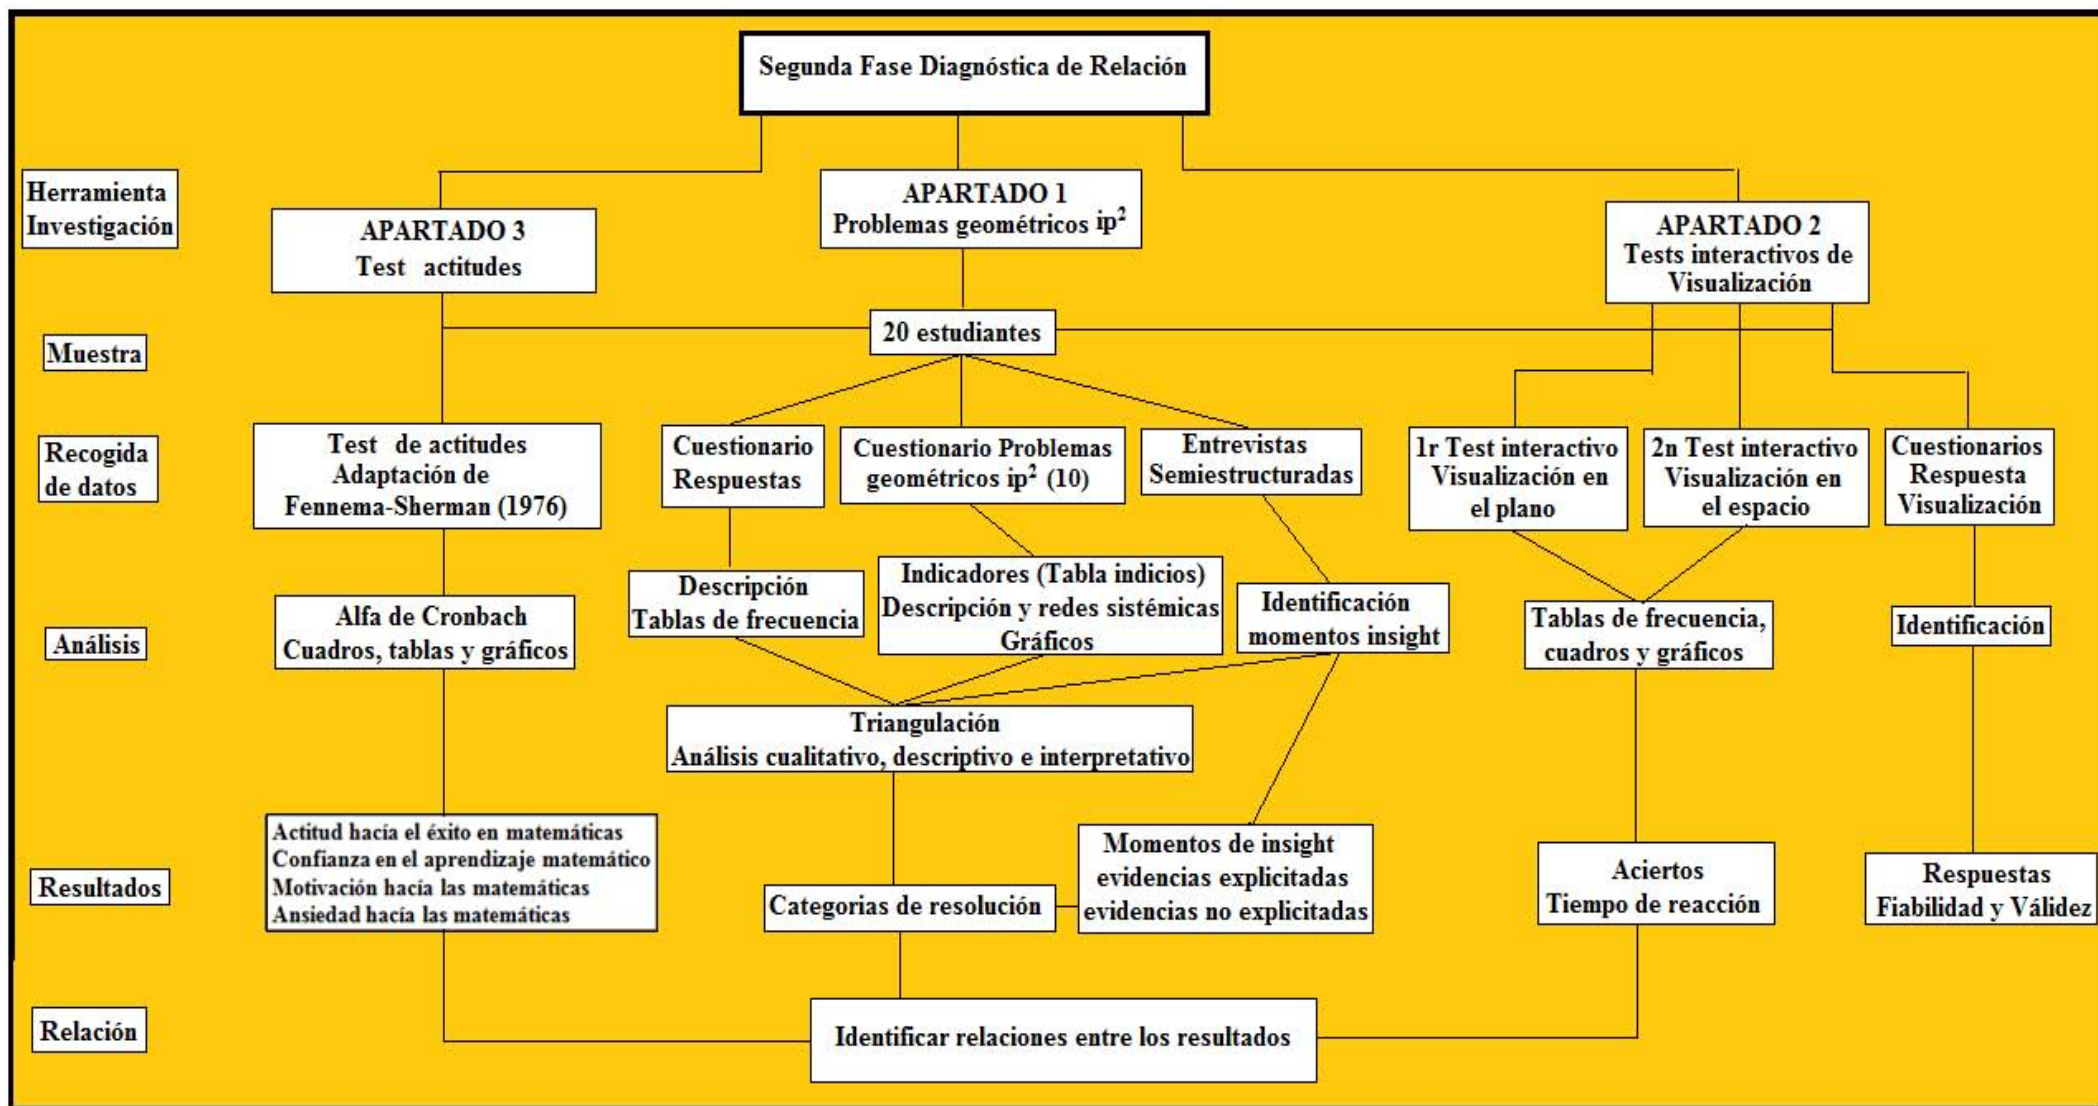 Segunda Fase Diagnóstica de Relación
Herramienta
Investigación
APARTADO 3
Test actitudes
APARTADO 1
Problemas geométricos ip²
APARTADO 2
Tests interactivos de
Visualización
Muestra
20 estudiantes
Recogida
de datos
Test de actitudes
Adaptación de
Fennema-Sherman (1976)
Cuestionario
Respuestas
Cuestionario Problemas
geométricos ip² (10)
Entrevistas
Semiestructuradas
1r Test interactivo
Visualización en
el plano
2n Test interactivo
Visualización en
el espacio
Cuestionarios
Respuesta
Visualización
Análisis
Alfa de Cronbach
Cuadros, tablas y gráficos
Descripción
Tablas de frecuencia
Indicadores (Tabla indicios)
Descripción y redes sistémicas
Gráficos
Identificación
momentos insight
Tablas de frecuencia,
cuadros y gráficos
Identificación
Triangulación
Análisis cualitativo, descriptivo e interpretativo
Resultados
Actitud hacía el éxito en matemáticas
Confianza en el aprendizaje matemático
Motivación hacía las matemáticas
Ansiedad hacía las matemáticas
Categorias de resolución
Momentos de insight
evidencias explicitadas
evidencias no explicitadas
Aciertos
Tiempo de reacción
Respuestas
Fiabilidad y Válidez
Relación
Identificar relaciones entre los resultados